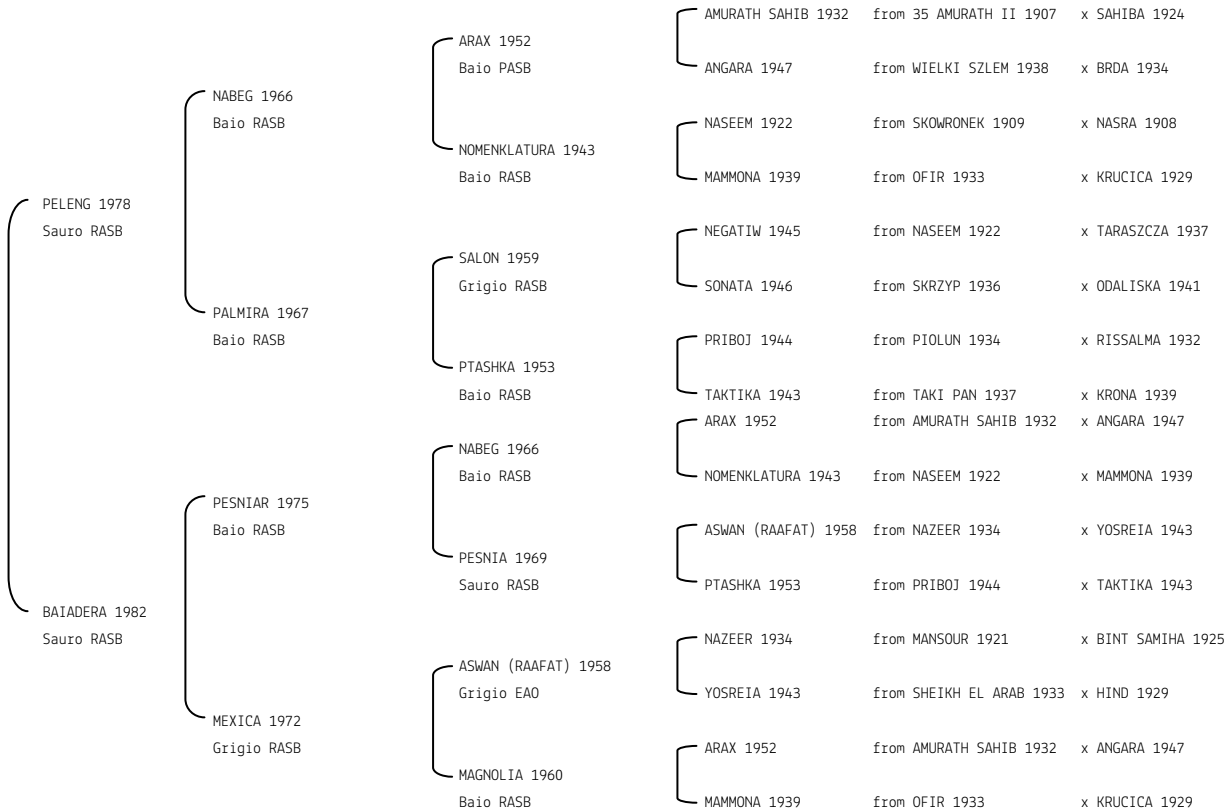 AMURATH SAHIB 1932 from 35 AMURATH II 1907 x SAHIBA 1924
ARAX 1952
Baio PASB
ANGARA 1947 from WIELKI SZLEM 1938 x BRDA 1934
NABEG 1966
Baio RASB
NASEEM 1922 from SKOWRONEK 1909 x NASRA 1908
NOMENKLATURA 1943
Baio RASB
MAMMONA 1939 from OFIR 1933 x KRUCICA 1929
PELENG 1978
Sauro RASB
NEGATIW 1945 from NASEEM 1922 x TARASZCZA 1937
SALON 1959
Grigio RASB
SONATA 1946 from SKRZYP 1936 x ODALISKA 1941
PALMIRA 1967
Baio RASB
PRIBOJ 1944 from PIOLUN 1934 x RISSALMA 1932
PTASHKA 1953
Baio RASB
TAKTIKA 1943 from TAKI PAN 1937 x KRONA 1939
ARAX 1952 from AMURATH SAHIB 1932 x ANGARA 1947
NABEG 1966
Baio RASB
NOMENKLATURA 1943 from NASEEM 1922 x MAMMONA 1939
PESNIAR 1975
Baio RASB
ASWAN (RAAFAT) 1958 from NAZEER 1934 x YOSREIA 1943
PESNIA 1969
Sauro RASB
PTASHKA 1953 from PRIBOJ 1944 x TAKTIKA 1943
BAIADERA 1982
Sauro RASB
NAZEER 1934 from MANSOUR 1921 x BINT SAMIHA 1925
ASWAN (RAAFAT) 1958
Grigio EAO
YOSREIA 1943 from SHEIKH EL ARAB 1933 x HIND 1929
MEXICA 1972
Grigio RASB
ARAX 1952 from AMURATH SAHIB 1932 x ANGARA 1947
MAGNOLIA 1960
Baio RASB
MAMMONA 1939 from OFIR 1933 x KRUCICA 1929